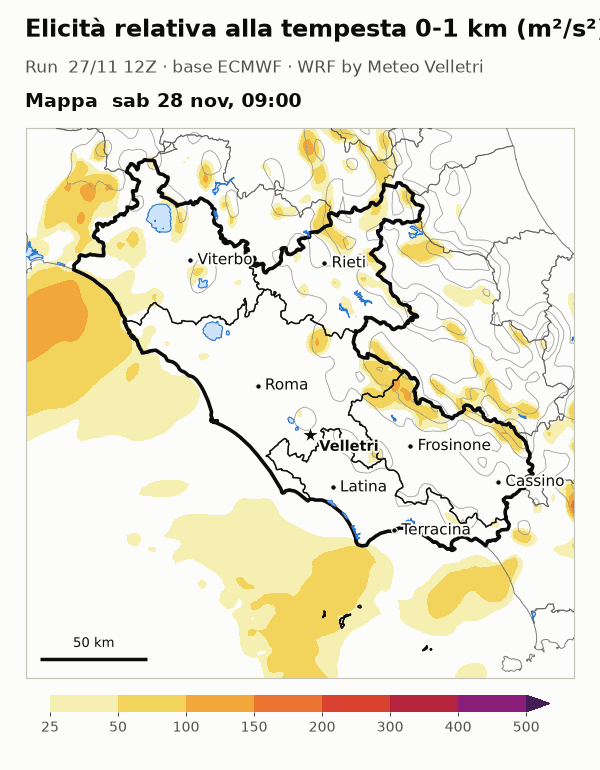 Elicità relativa alla tempesta 0-1 km (m²/s²)
Run 27/11 12Z · base ECMWF · WRF by Meteo Velletri
Mappa sab 28 nov, 09:00
Viterbo
Rieti
Roma
Velletri
Frosinone
Cassino
Latina
Terracina
50 km
25 50 100 150 200 300 400 500